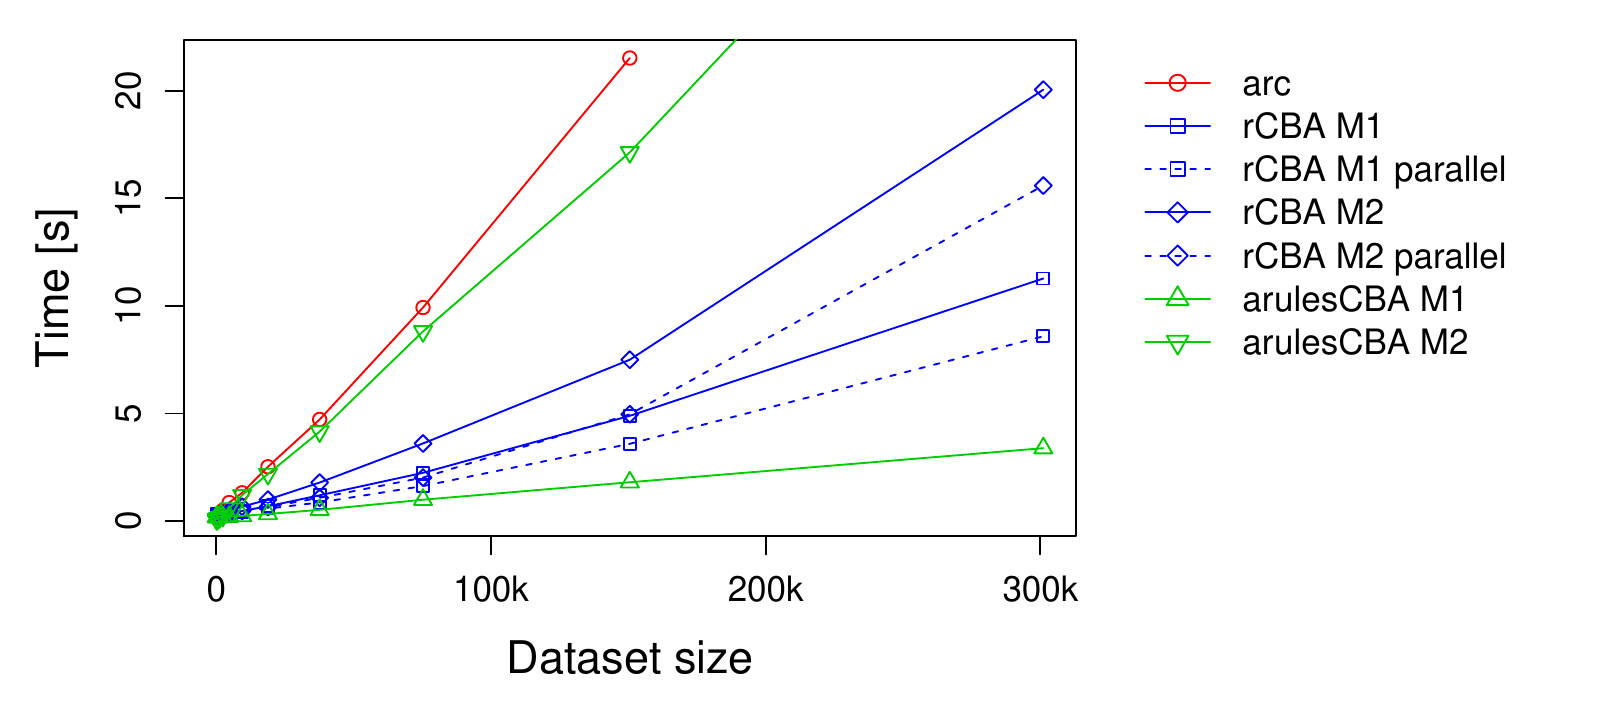 Time [s]
20
15
10
5
0
0
100k
200k
300k
Dataset size
arc
rCBA M1
rCBA M1 parallel
rCBA M2
rCBA M2 parallel
arulesCBA M1
arulesCBA M2